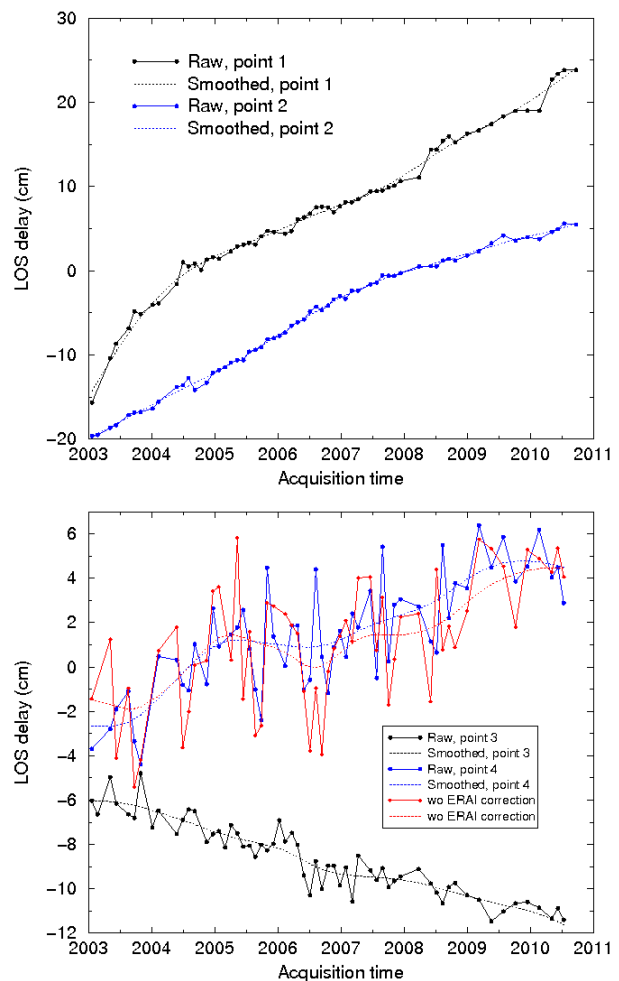 30
20
10
0
−10
−20
LOS delay (cm)
Raw, point 1
Smoothed, point 1
Raw, point 2
Smoothed, point 2
2003 2004 2005 2006 2007 2008 2009 2010 2011
Acquisition time
6
4
2
0
−2
−4
−6
−8
−10
−12
LOS delay (cm)
Raw, point 3
Smoothed, point 3
Raw, point 4
Smoothed, point 4
wo ERAI correction
wo ERAI correction
2003 2004 2005 2006 2007 2008 2009 2010 2011
Acquisition time